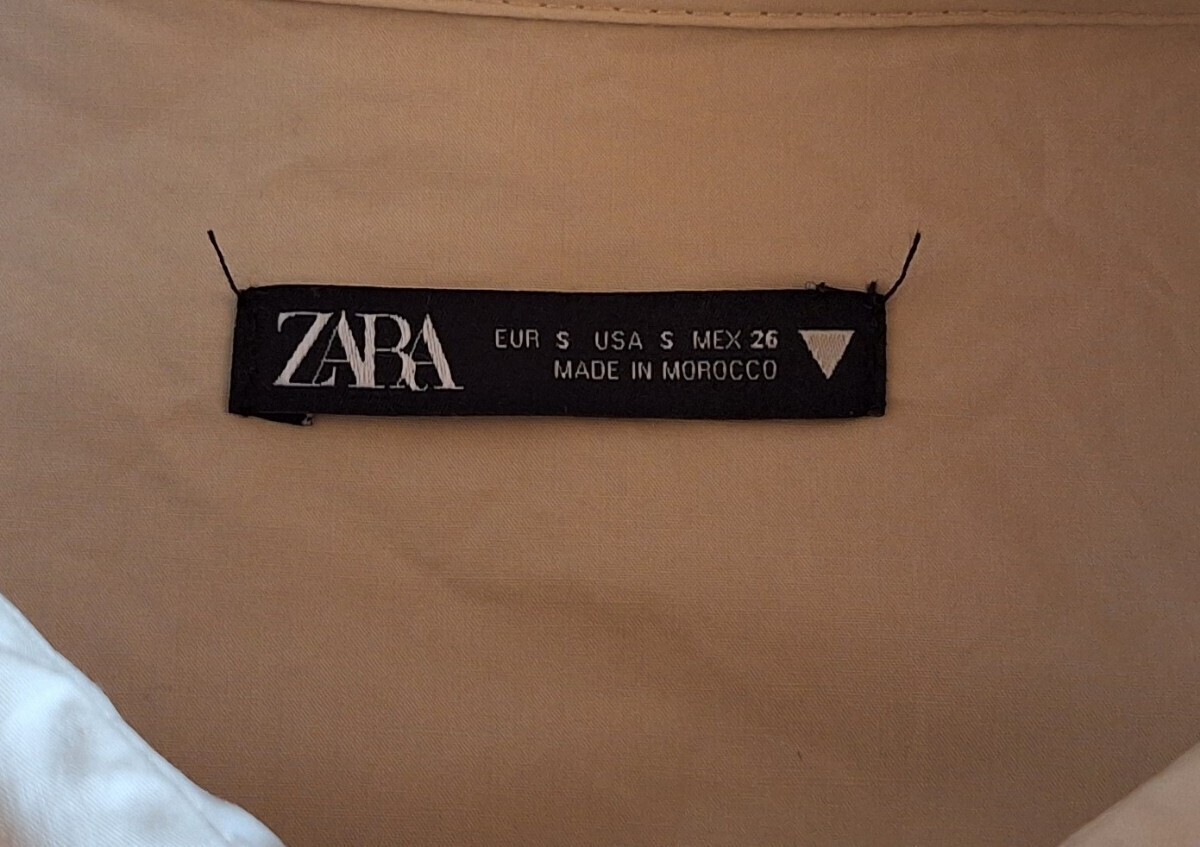 ZARA
EUR S USA S MEX 26
MADE IN MOROCCO